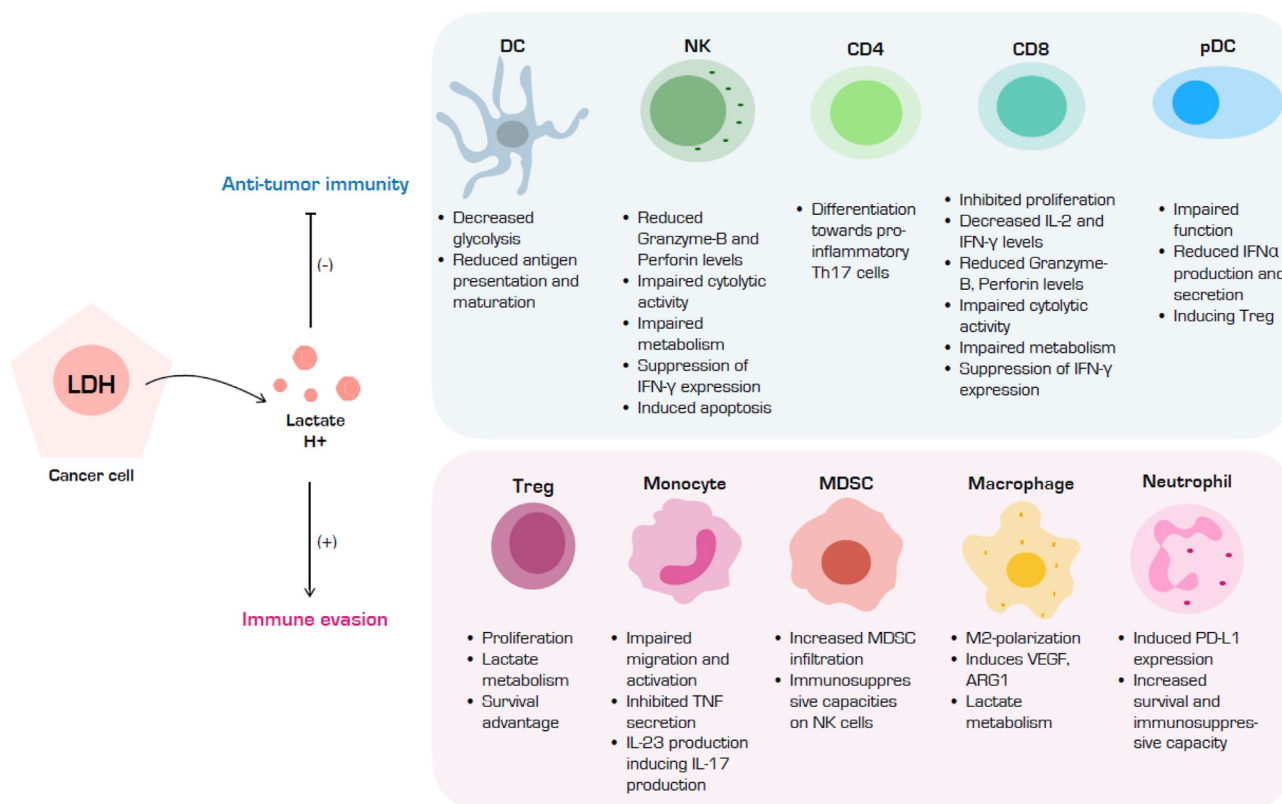 DC
• Decreased
glycolysis
• Reduced antigen
presentation and
maturation
NK
• Reduced
Granzyme-B and
Perforin levels
• Impaired cytolytic
activity
• Impaired
metabolism
• Suppression of
IFN-γ expression
• Induced apoptosis
CD4
• Differentiation
towards pro-
inflammatory
Th17 cells
CD8
• Inhibited proliferation
• Decreased IL-2 and
IFN-γ levels
• Reduced Granzyme-
B, Perforin levels
• Impaired cytolytic
activity
• Impaired metabolism
• Suppression of IFN-γ
expression
pDC
• Impaired
function
• Reduced IFNα
production and
secretion
• Inducing Treg
Anti-tumor immunity
(-)
LDH
Cancer cell
Lactate
H+
(+)
Immune evasion
Treg
• Proliferation
• Lactate
metabolism
• Survival
advantage
Monocyte
• Impaired
migration and
activation
• Inhibited TNF
secretion
• IL-23 production
inducing IL-17
production
MDSC
• Increased MDSC
infiltration
• Immunosuppres
sive capacities
on NK cells
Macrophage
• M2-polarization
• Induces VEGF,
ARG1
• Lactate
metabolism
Neutrophil
• Induced PD-L1
expression
• Increased
survival and
immunosuppres-
sive capacity